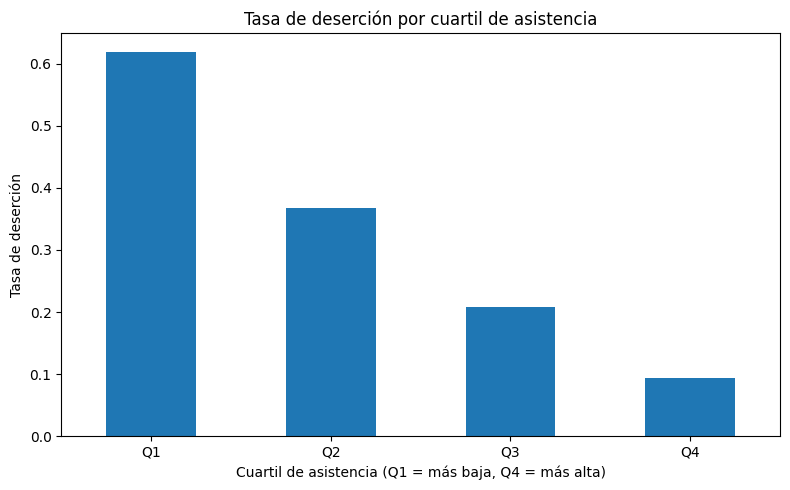 Tasa de deserción por cuartil de asistencia
Tasa de deserción
0.6
0.5
0.4
0.3
0.2
0.1
0.0
Q1 Q2 Q3 Q4
Cuartil de asistencia (Q1 = más baja, Q4 = más alta)